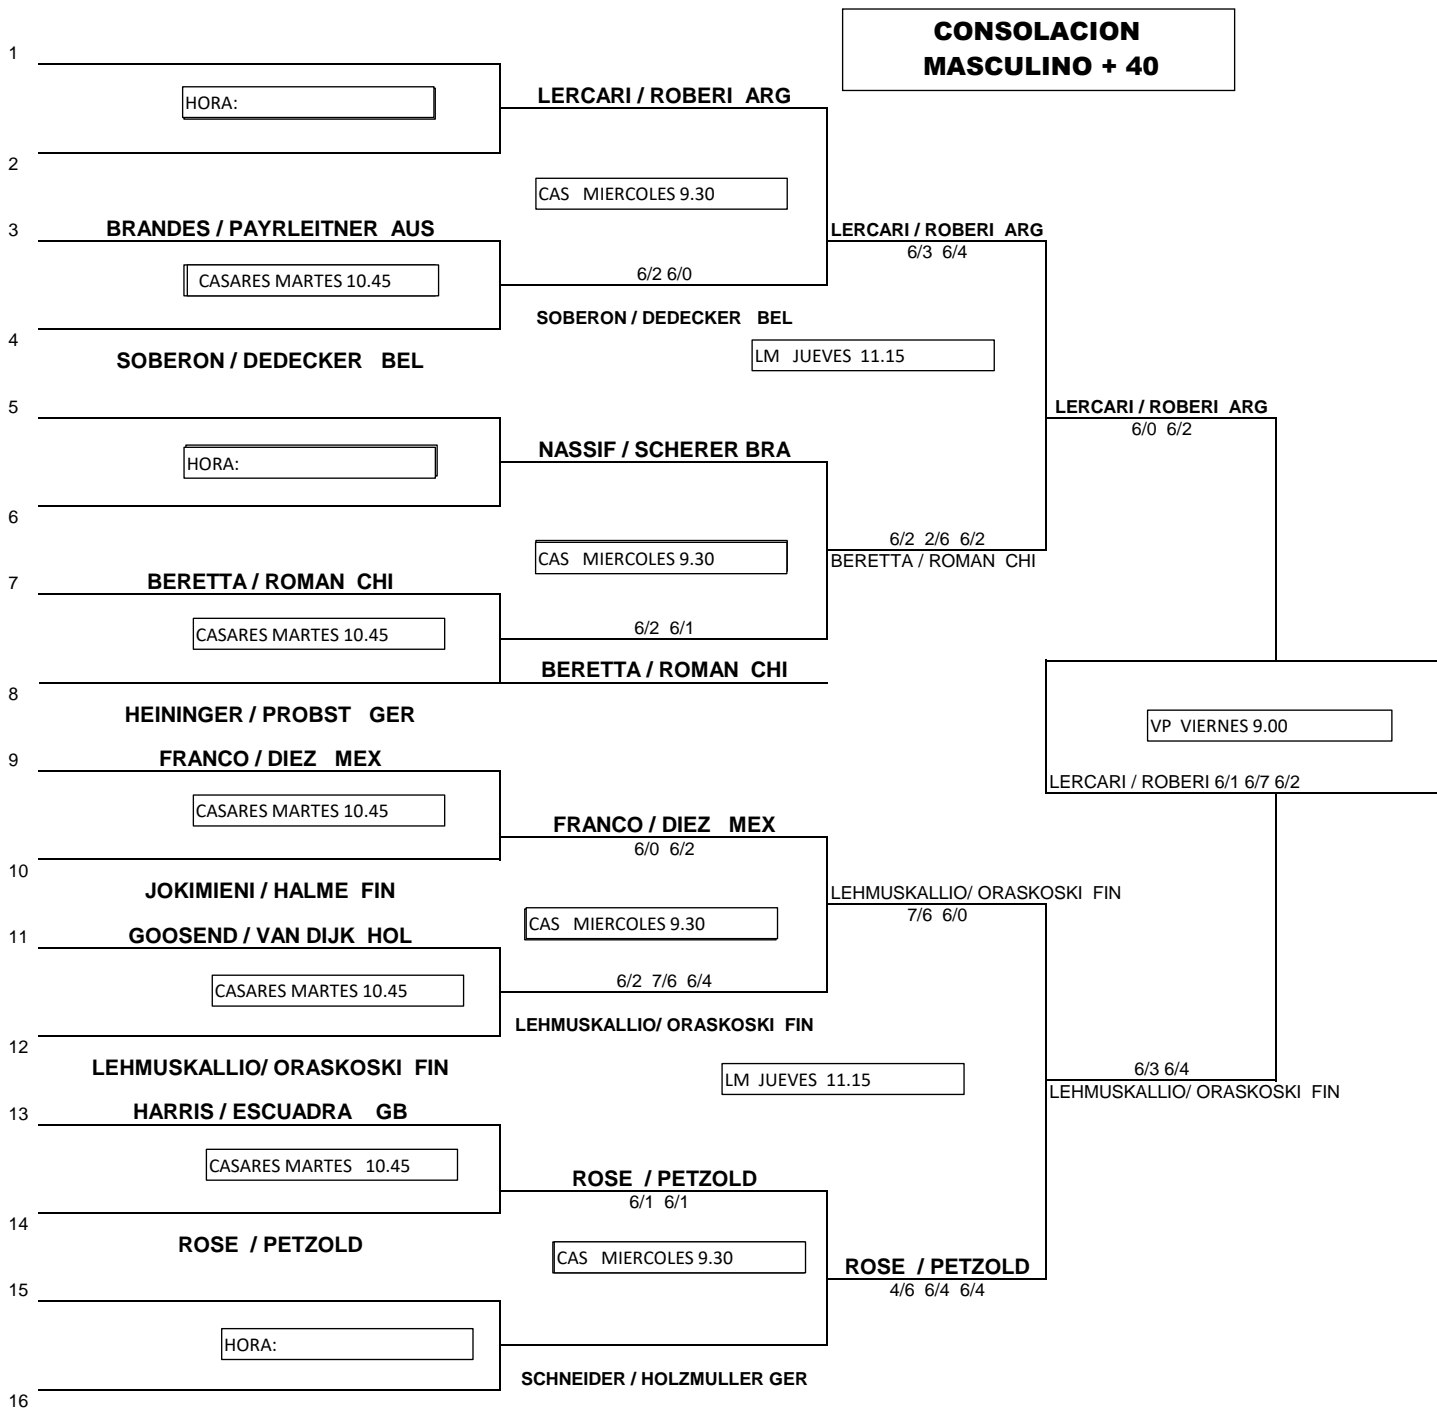 CONSOLACION
MASCULINO + 40
1
HORA:
LERCARI / ROBERI ARG
2
CAS MIERCOLES 9.30
3
BRANDES / PAYRLEITNER AUS
LERCARI / ROBERI ARG
6/3 6/4
CASARES MARTES 10.45
6/2 6/0
4
SOBERON / DEDECKER BEL
SOBERON / DEDECKER BEL
LM JUEVES 11.15
5
LERCARI / ROBERI ARG
6/0 6/2
HORA:
NASSIF / SCHERER BRA
6
CAS MIERCOLES 9.30
6/2 2/6 6/2
BERETTA / ROMAN CHI
7
BERETTA / ROMAN CHI
CASARES MARTES 10.45
6/2 6/1
8
BERETTA / ROMAN CHI
HEININGER / PROBST GER
VP VIERNES 9.00
9
FRANCO / DIEZ MEX
LERCARI / ROBERI 6/1 6/7 6/2
CASARES MARTES 10.45
FRANCO / DIEZ MEX
6/0 6/2
10
JOKIMIENI / HALME FIN
LEHMUSKALLIO/ ORASKOSKI FIN
7/6 6/0
CAS MIERCOLES 9.30
11
GOOSEND / VAN DIJK HOL
CASARES MARTES 10.45
6/2 7/6 6/4
12
LEHMUSKALLIO/ ORASKOSKI FIN
LEHMUSKALLIO/ ORASKOSKI FIN
LM JUEVES 11.15
6/3 6/4
LEHMUSKALLIO/ ORASKOSKI FIN
13
HARRIS / ESCUADRA GB
CASARES MARTES 10.45
ROSE / PETZOLD
6/1 6/1
14
ROSE / PETZOLD
CAS MIERCOLES 9.30
ROSE / PETZOLD
4/6 6/4 6/4
15
HORA:
SCHNEIDER / HOLZMULLER GER
16